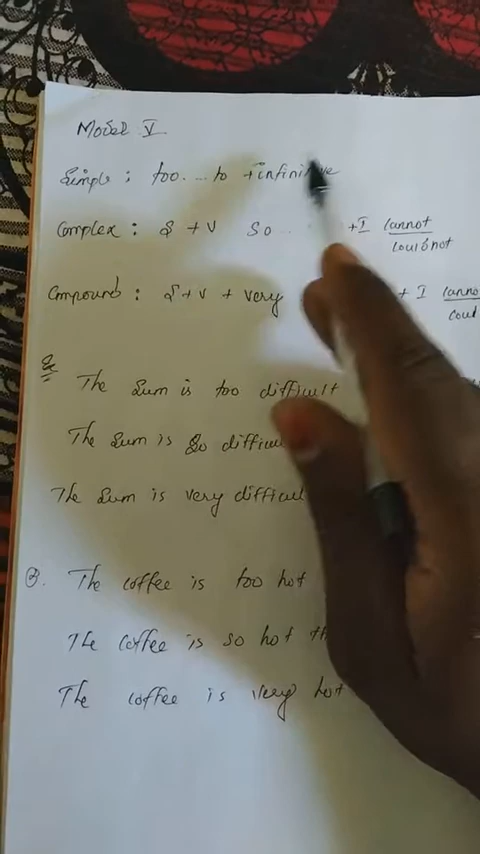 Model V
Simple : too.... to + infinitive
Complex : S + V so .. +I cannot
could not
Compound : S + V + very + I canno
coud
Ex The Sum is too difficult
The Sum is so difficul
The Sum is very difficul
2. The coffee is too hot
The coffee is so hot th
The coffee is very hot